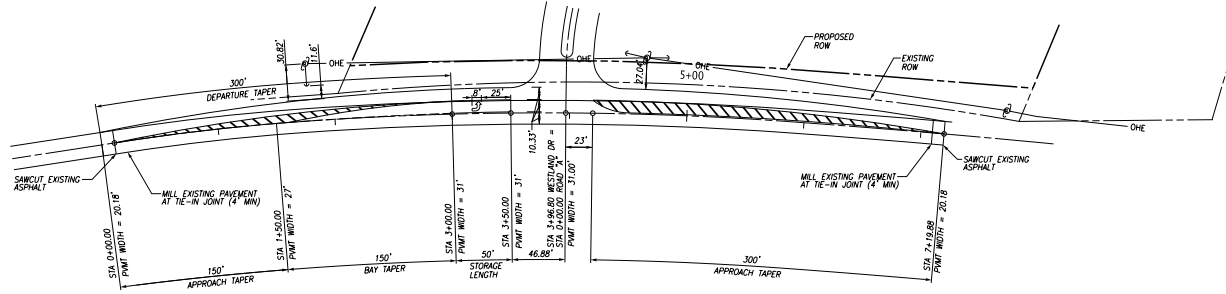 30.82'
11.6'
OHE
300'
DEPARTURE TAPER
8'
25'
OHE
27.04'
5+00
PROPOSED
ROW
EXISTING
ROW
OHE
10.33'
23'
SAWCUT EXISTING
ASPHALT
MILL EXISTING PAVEMENT
AT TIE-IN JOINT (4' MIN)
MILL EXISTING PAVEMENT
AT TIE-IN JOINT (4' MIN)
SAWCUT EXISTING
ASPHALT
STA 0+00.00
PVMT WIDTH = 20.18'
STA 1+50.00
PVMT WIDTH = 27'
STA 3+00.00
PVMT WIDTH = 31'
STA 3+50.00
PVMT WIDTH = 31'
STA 3+96.80 WESTLAND DR =
STA 0+00.00 ROAD "A"
PVMT WIDTH = 31.00'
STA 7+19.88
PVMT WIDTH = 20.18
150'
APPROACH TAPER
150'
BAY TAPER
50'
STORAGE
LENGTH
46.88'
300'
APPROACH TAPER